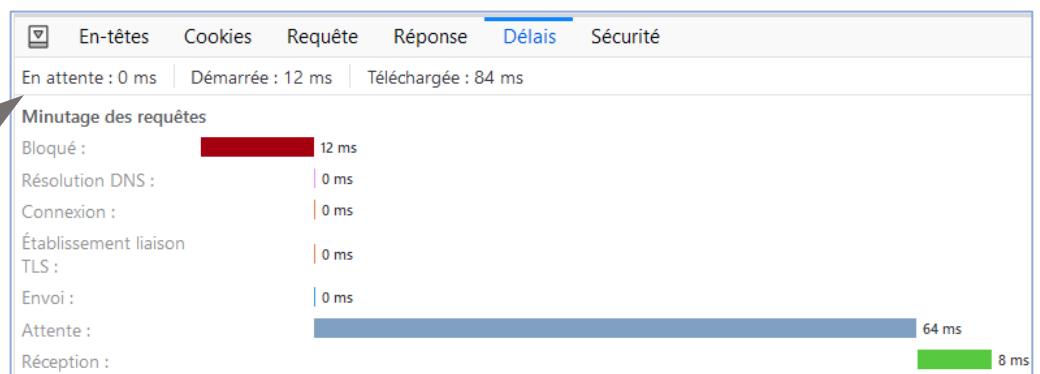 En-têtes Cookies Requête Réponse Délais Sécurité
En attente : 0 ms Démarrée : 12 ms Téléchargée : 84 ms
Minutage des requêtes
Bloqué : 12 ms
Résolution DNS : 0 ms
Connexion : 0 ms
Établissement liaison
TLS : 0 ms
Envoi : 0 ms
Attente : 64 ms
Réception : 8 ms